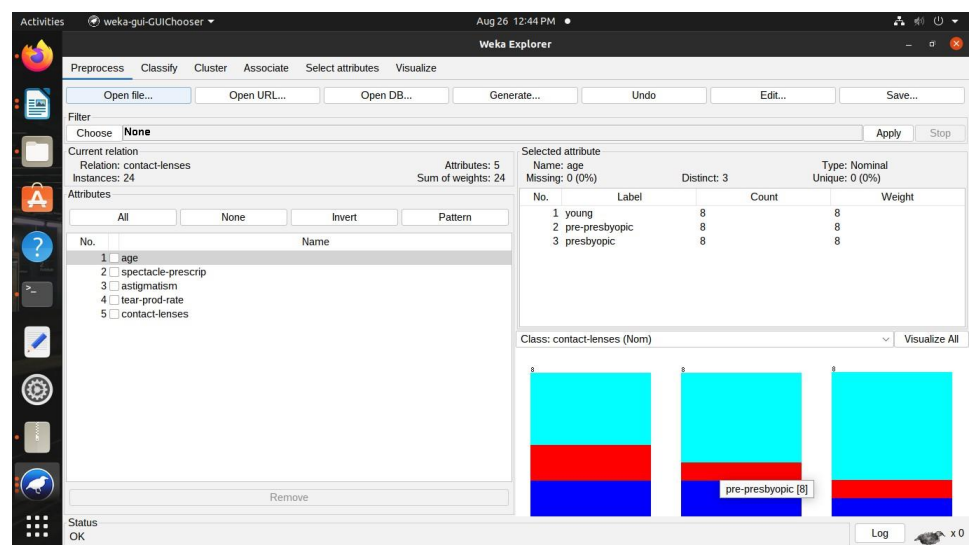 Activities weka-gui-GUIChooser Aug 26 12:44 PM
Weka Explorer
Preprocess Classify Cluster Associate Select attributes Visualize
Open file... Open URL... Open DB... Generate... Undo Edit... Save...
Filter
Choose None Apply Stop
Current relation
Relation: contact-lenses Attributes: 5
Instances: 24 Sum of weights: 24
Selected attribute
Name: age Type: Nominal
Missing: 0 (0%) Distinct: 3 Unique: 0 (0%)
Attributes
All None Invert Pattern
No. Name
1 age
2 spectacle-prescrip
3 astigmatism
4 tear-prod-rate
5 contact-lenses
Remove
No. Label Count Weight
1 young 8 8
2 pre-presbyopic 8 8
3 presbyopic 8 8
Class: contact-lenses (Nom) Visualize All
8 8 8
pre-presbyopic [8]
Status
OK Log x 0